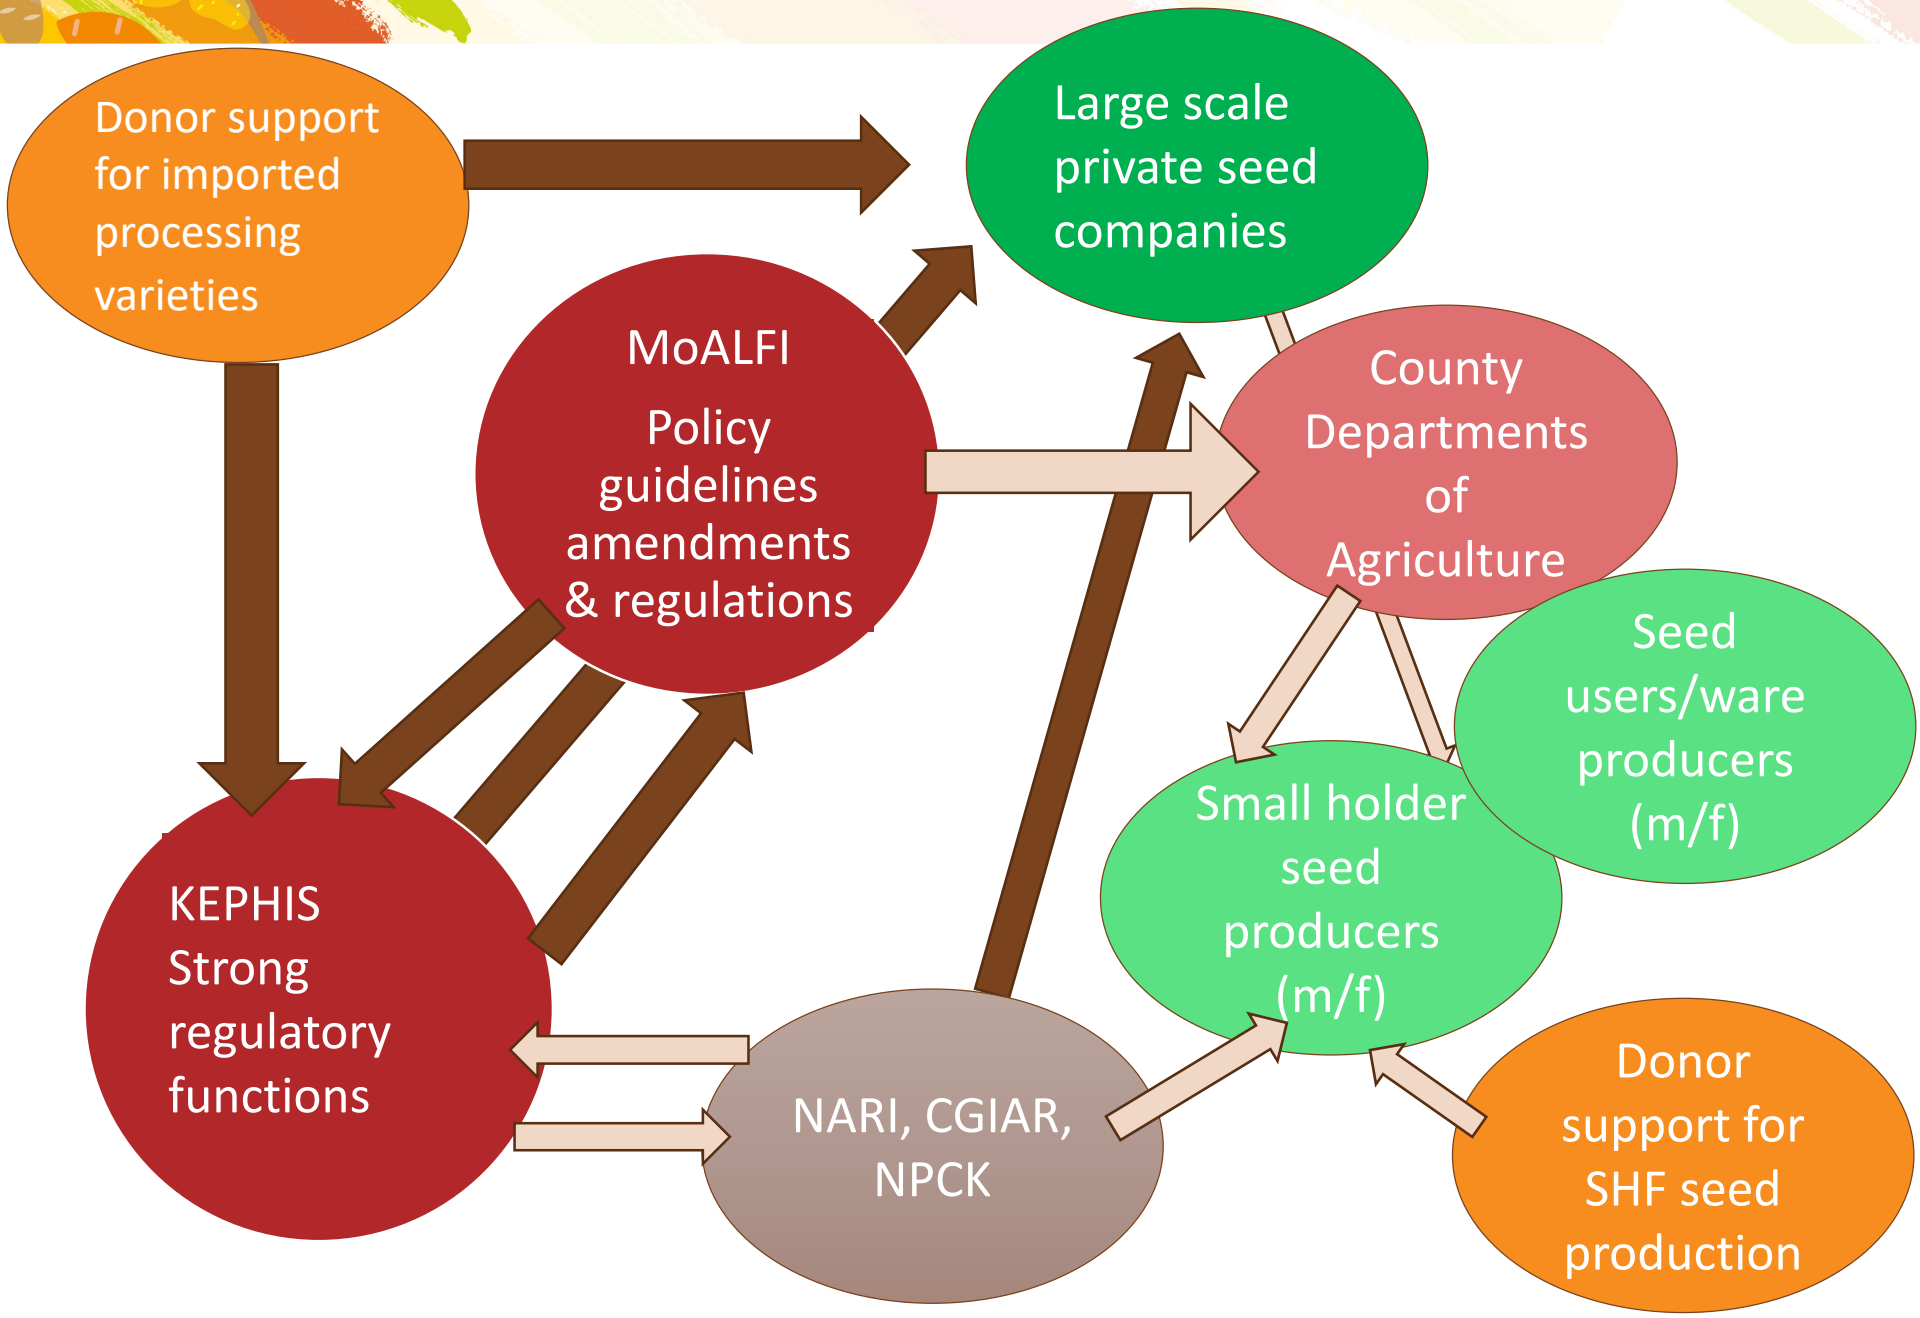 Donor support
for imported
processing
varieties
Large scale
private seed
companies
MoALFI
Policy
guidelines
amendments
& regulations
County
Departments
of
Agriculture
Seed
users/ware
producers
(m/f)
Small holder
seed
producers
(m/f)
KEPHIS
Strong
regulatory
functions
NARI, CGIAR,
NPCK
Donor
support for
SHF seed
production